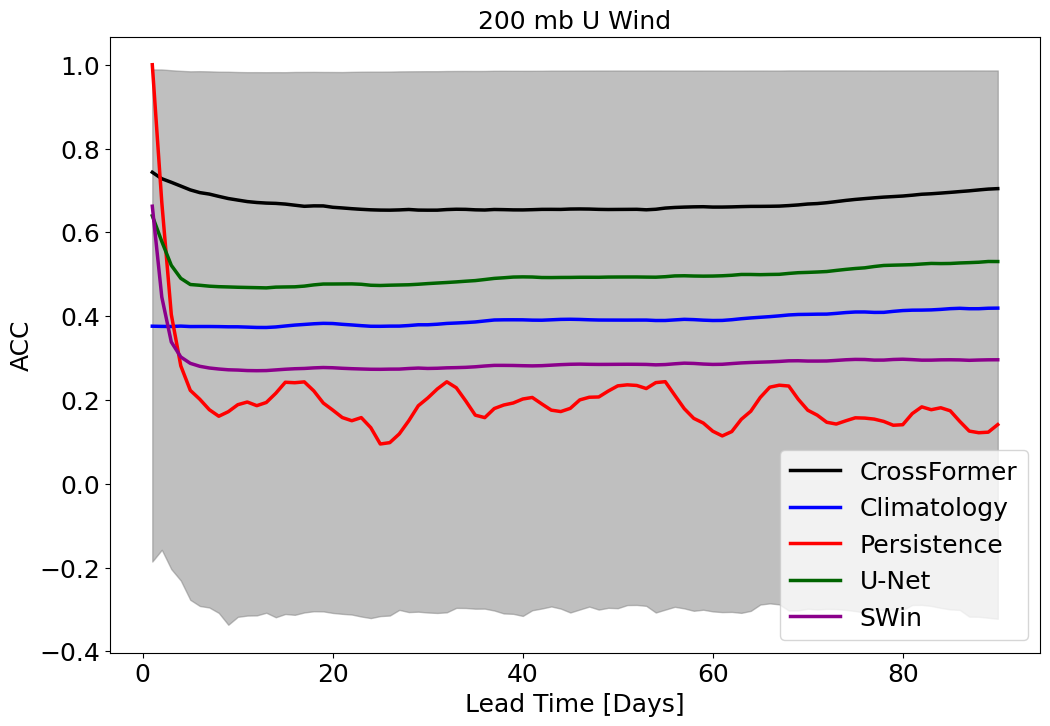 200 mb U Wind
ACC
1.0
0.8
0.6
0.4
0.2
0.0
−0.2
−0.4
0 20 40 60 80
Lead Time [Days]
CrossFormer
Climatology
Persistence
U-Net
SWin